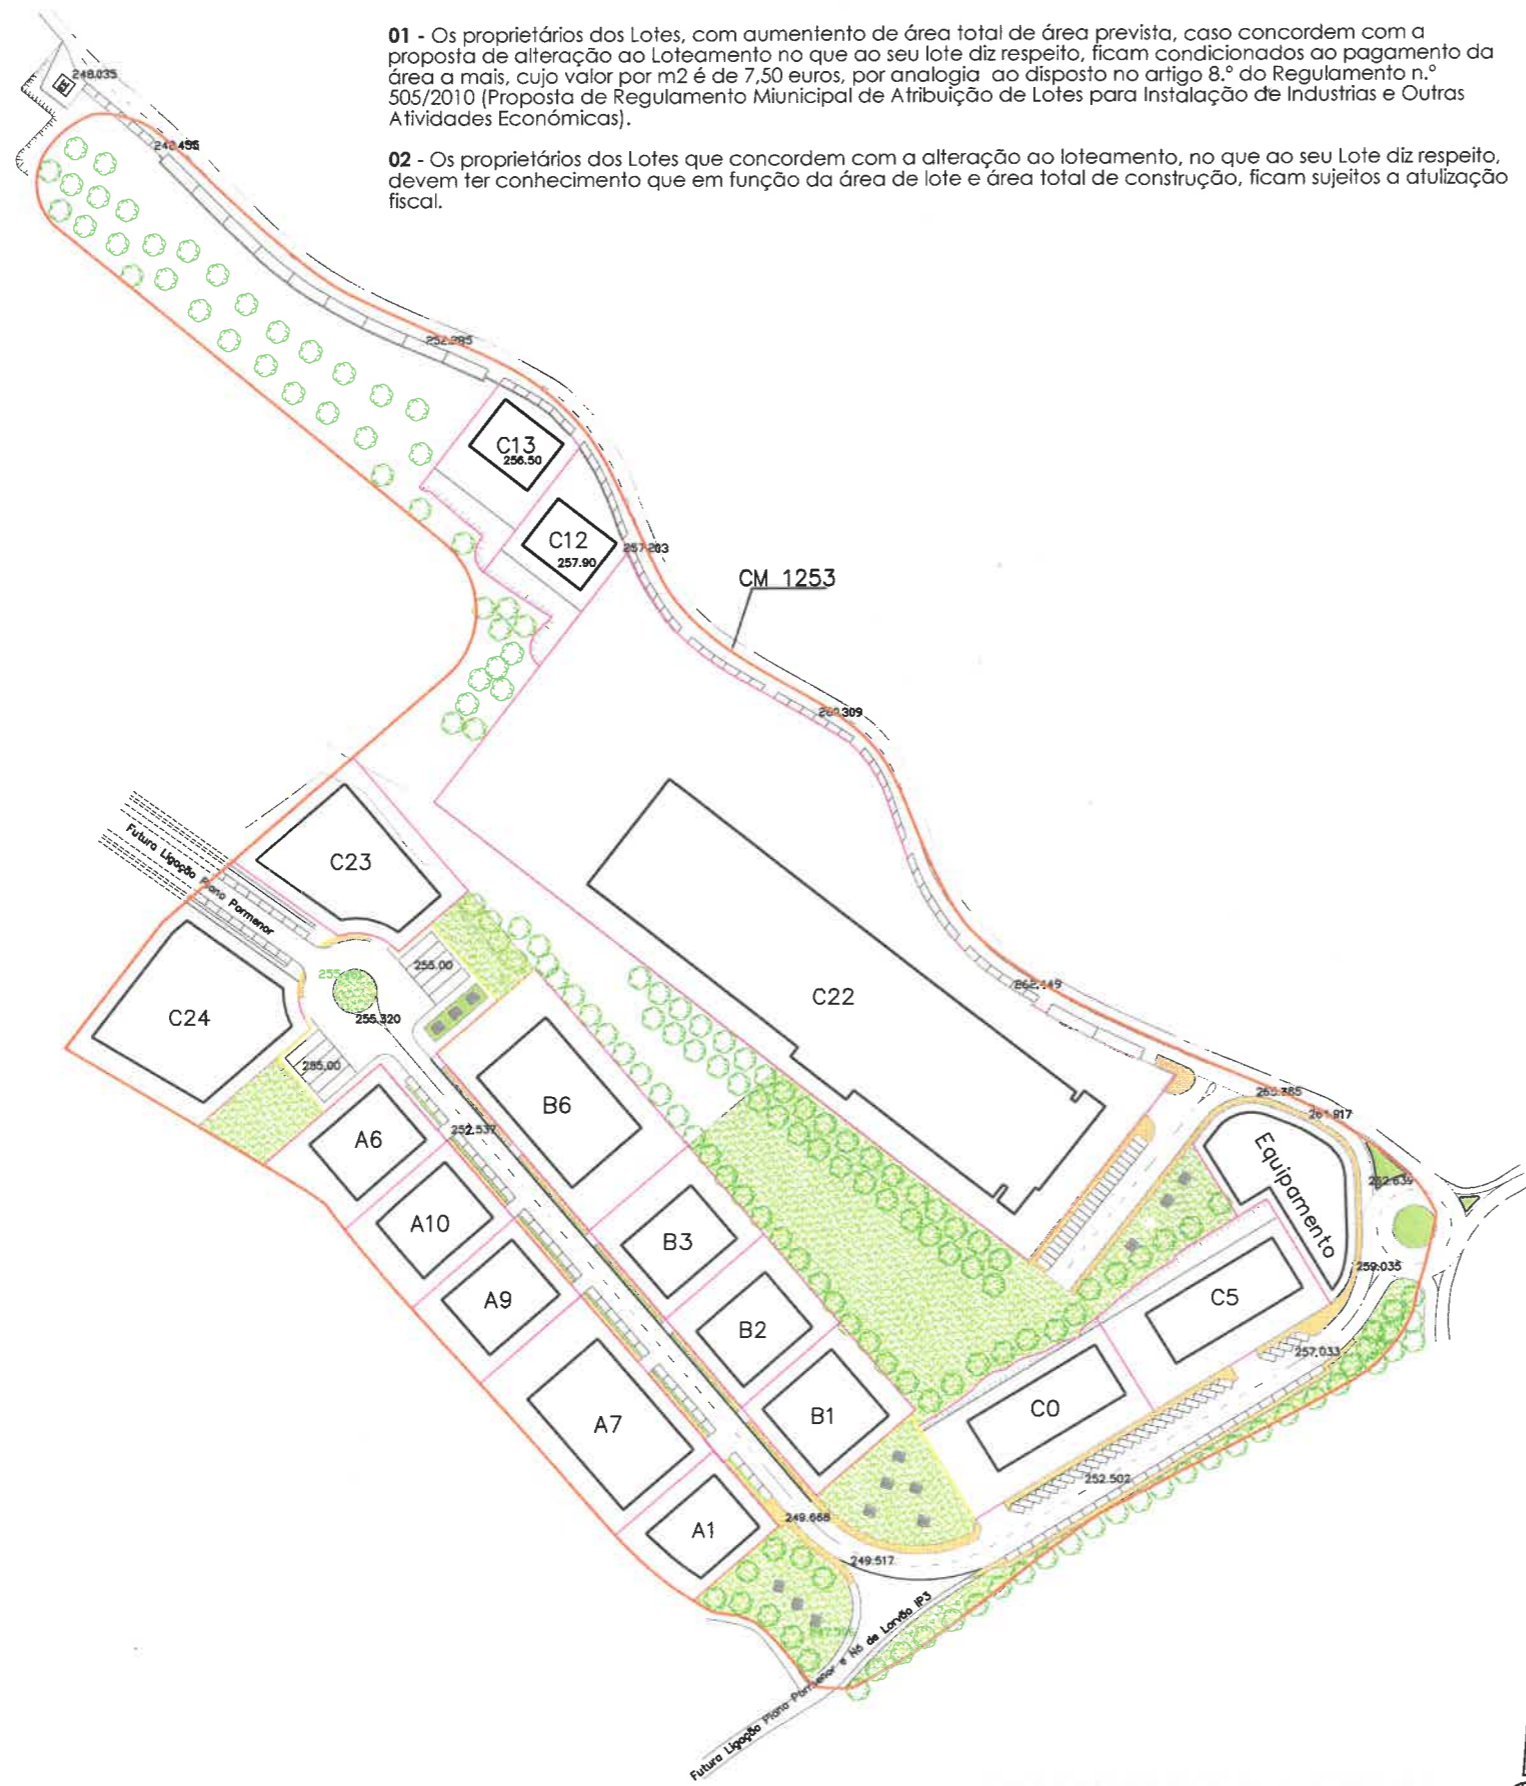 01 - Os proprietários dos Lotes, com aumentento de área total de área prevista, caso concordem com a
proposta de alteração ao Loteamento no que ao seu lote diz respeito, ficam condicionados ao pagamento da
área a mais, cujo valor por m2 é de 7,50 euros, por analogia ao disposto no artigo 8.º do Regulamento n.º
505/2010 (Proposta de Regulamento Miunicipal de Atribuição de Lotes para Instalação de Industrias e Outras
Atividades Económicas).
02 - Os proprietários dos Lotes que concordem com a alteração ao loteamento, no que ao seu Lote diz respeito,
devem ter conhecimento que em função da área de lote e área total de construção, ficam sujeitos a atulização
fiscal.
248.035
C13
256.50
C12
257.90
257.203
CM 1253
Futura Ligação Plano Pormenor
C23
255.00
C24
255.320
C22
285.00
B6
252.537
A6
A10
B3
A9
B2
A7
B1
A1
Equipamento
259.035
C5
257.033
C0
252.502
249.668
249.517
Futura Ligação Plano Pormenor e Nó de Lorvão IP3